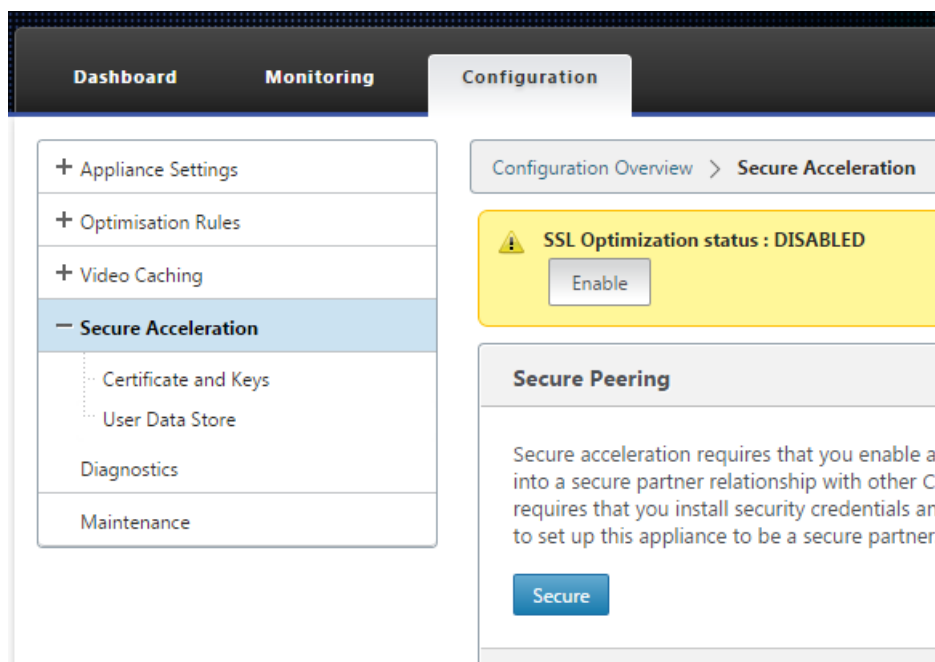 Dashboard Monitoring Configuration
+ Appliance Settings
+ Optimisation Rules
+ Video Caching
− Secure Acceleration
Certificate and Keys
User Data Store
Diagnostics
Maintenance
Configuration Overview > Secure Acceleration
SSL Optimization status : DISABLED
Enable
Secure Peering
Secure acceleration requires that you enable a
into a secure partner relationship with other C
requires that you install security credentials an
to set up this appliance to be a secure partner
Secure